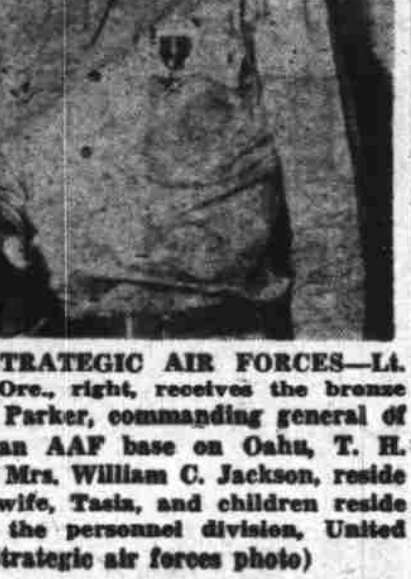 TRATEGIC AIR FORCES—Lt.
Ore., right, receives the bronze
Parker, commanding general of
an AAF base on Oahu, T. H.
Mrs. William C. Jackson, reside
wife, Tasia, and children reside
the personnel division, United
trategic air forces photo)